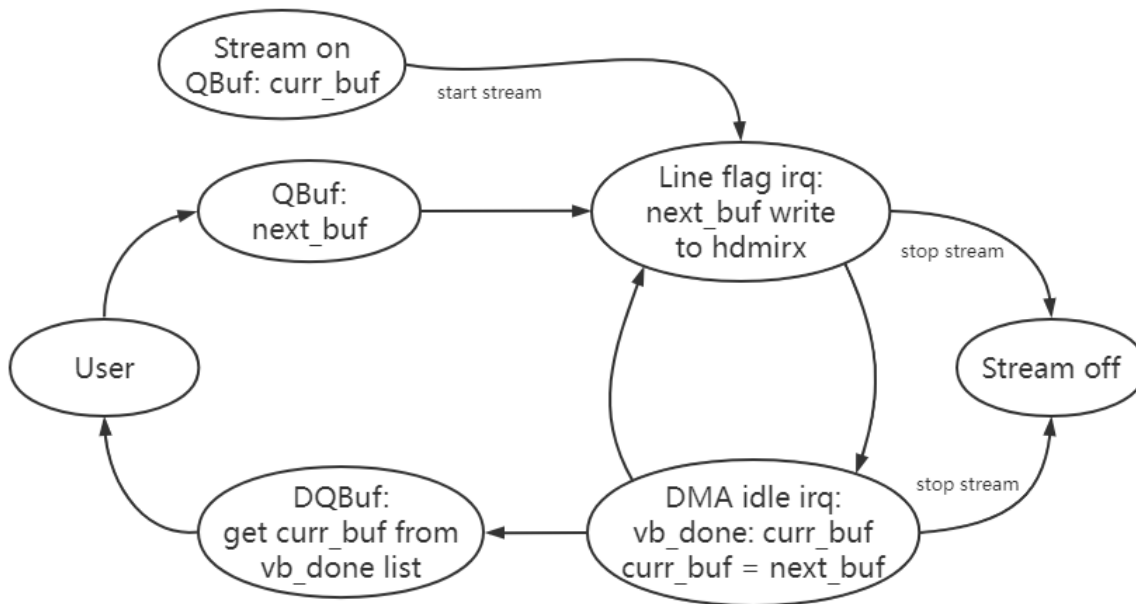 Stream on
QBuf: curr_buf
start stream
QBuf:
next_buf
Line flag irq:
next_buf write
to hdmirx
stop stream
User
Stream off
DQBuf:
get curr_buf from
vb_done list
DMA idle irq:
vb_done: curr_buf
curr_buf = next_buf
stop stream